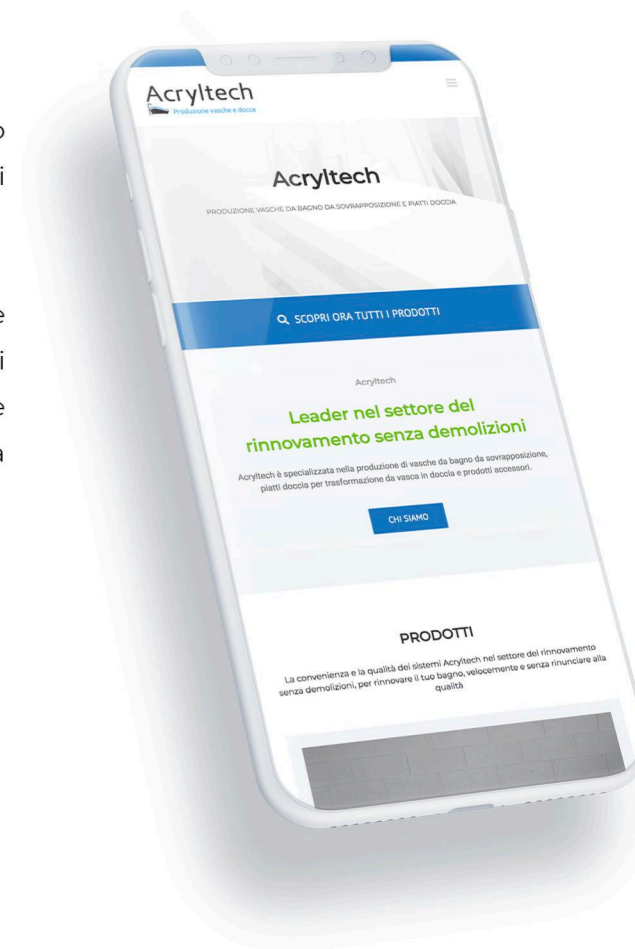 o
i
e
i
e
a
Acryltech
Produzione vasche e docce
Acryltech
PRODUZIONE VASCHE DA BAGNO DA SOVRAPPOSIZIONE E PIATTI DOCCIA
SCOPRI ORA TUTTI I PRODOTTI
Acryltech
Leader nel settore del
rinnovamento senza demolizioni
Acryltech è specializzata nella produzione di vasche da bagno da sovrapposizione,
piatti doccia per trasformazione da vasca in doccia e prodotti accessori.
CHI SIAMO
PRODOTTI
La convenienza e la qualità dei sistemi Acryltech nel settore del rinnovamento
senza demolizioni, per rinnovare il tuo bagno, velocemente e senza rinunciare alla
qualità